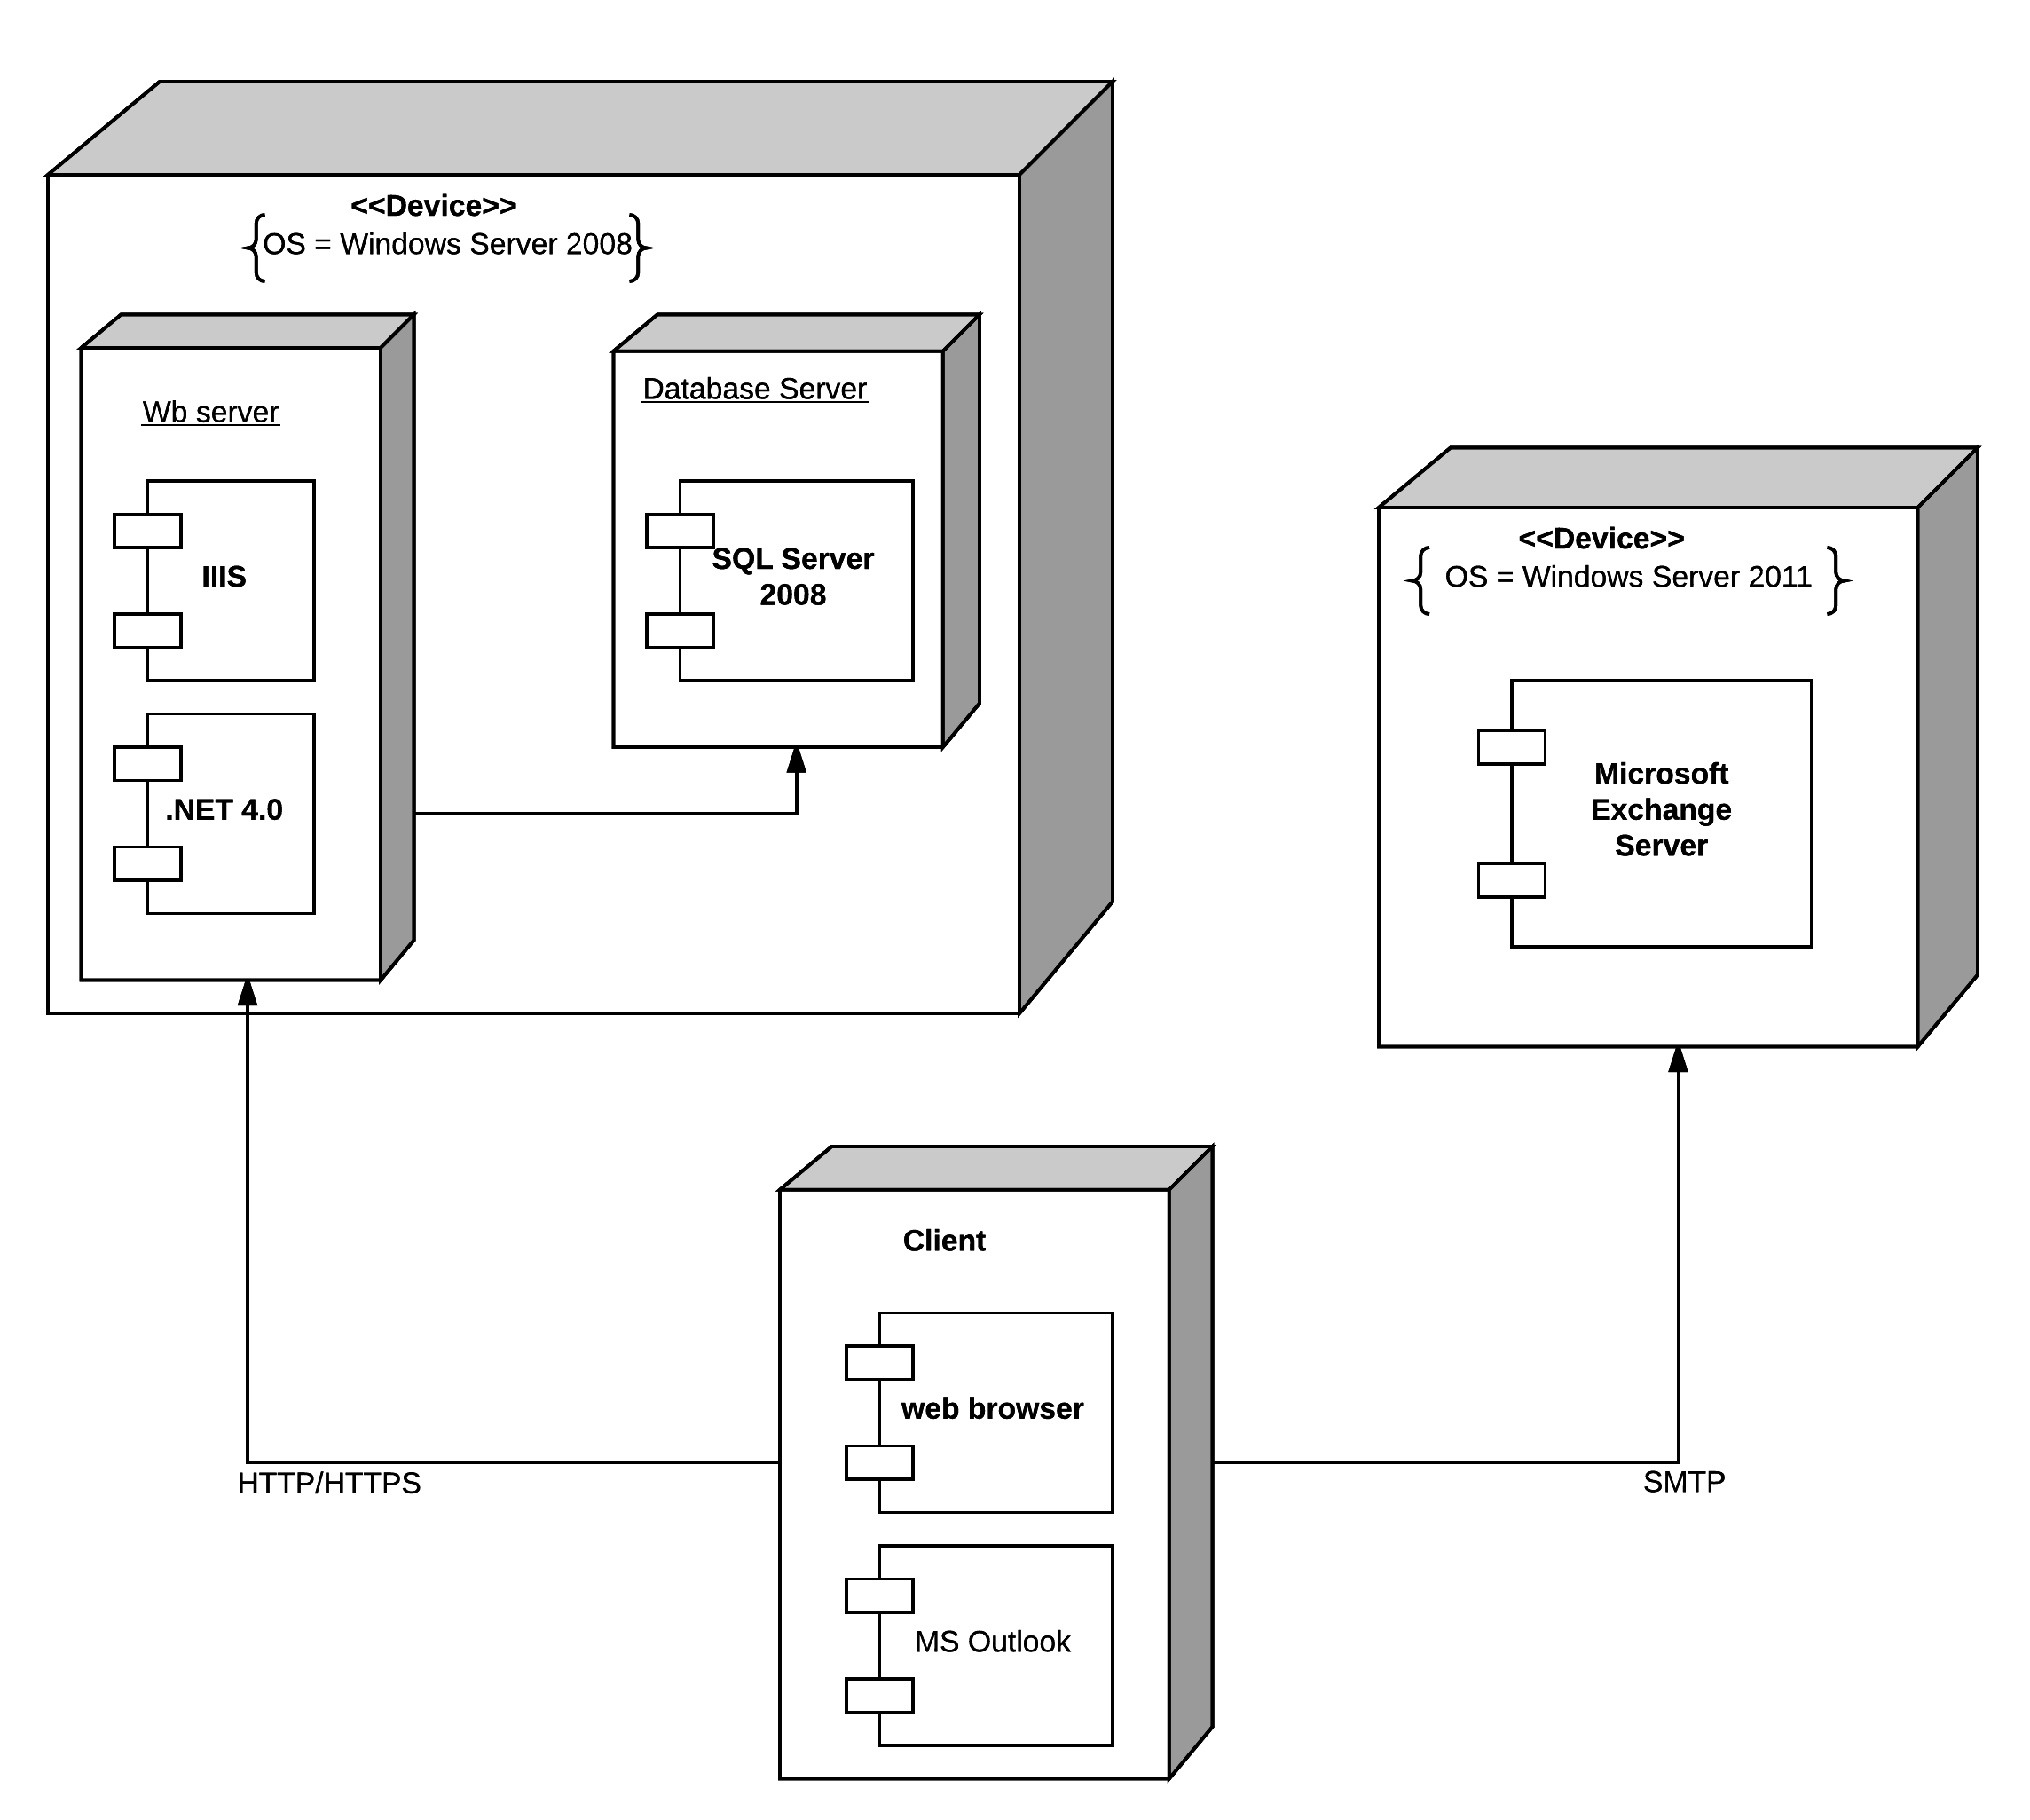 <<Device>>
OS = Windows Server 2008
Wb server
IIIS
.NET 4.0
Database Server
SQL Server
2008
<<Device>>
OS = Windows Server 2011
Microsoft
Exchange
Server
Client
web browser
MS Outlook
HTTP/HTTPS
SMTP